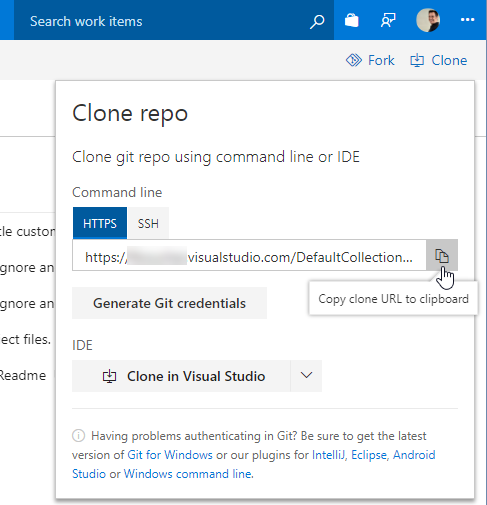 Search work items
Fork
Clone
Clone repo
Clone git repo using command line or IDE
Command line
HTTPS
SSH
https:/ visualstudio.com/DefaultCollection...
Copy clone URL to clipboard
Generate Git credentials
IDE
Clone in Visual Studio
Having problems authenticating in Git? Be sure to get the latest
version of Git for Windows or our plugins for IntelliJ, Eclipse, Android
Studio or Windows command line.
tle custom
gnore an
gnore an
ect files.
Readme